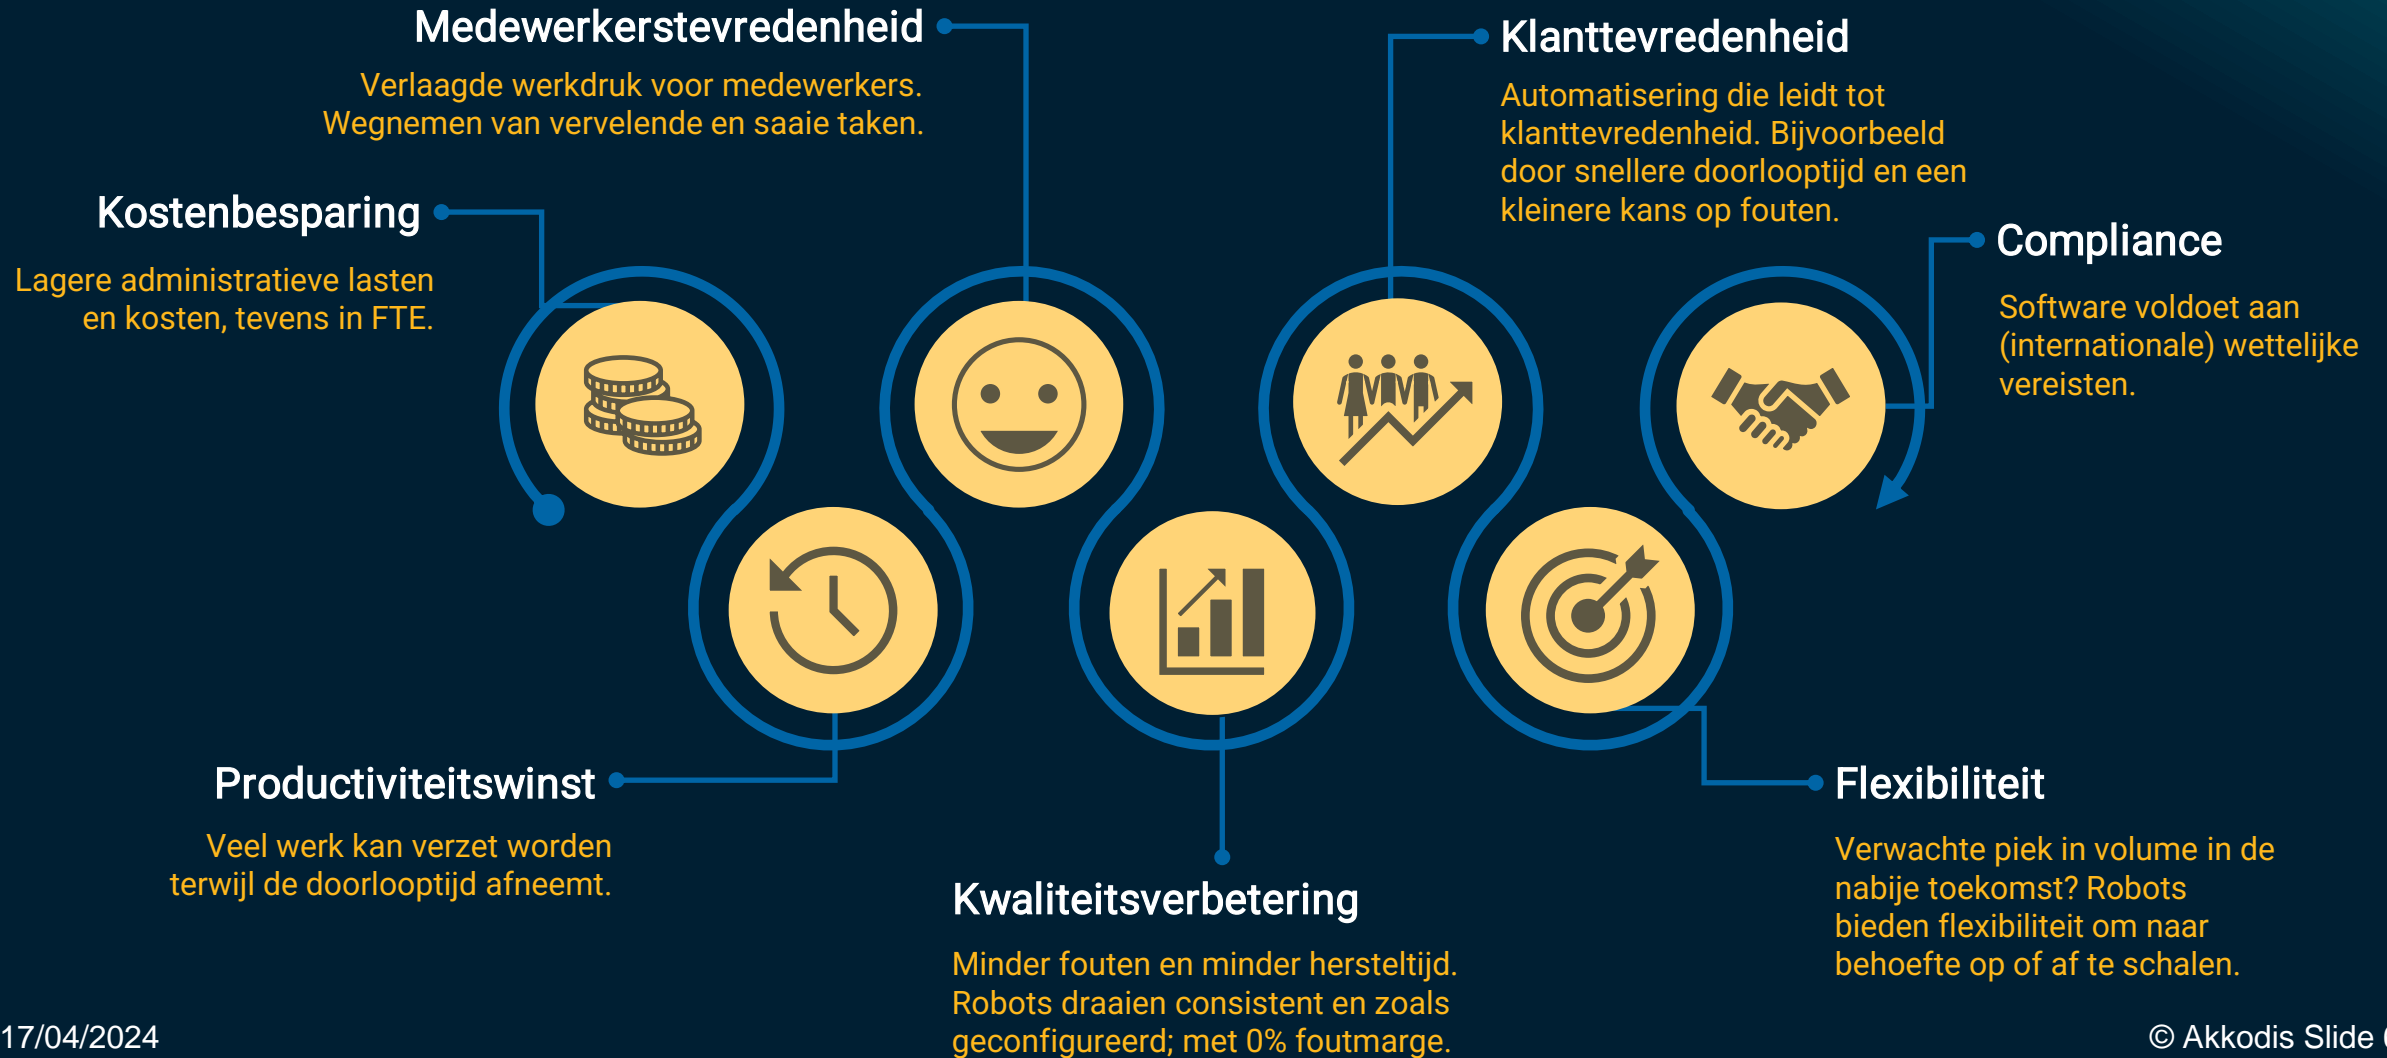 Medewerkerstevredenheid
Verlaagde werkdruk voor medewerkers.
Wegnemen van vervelende en saaie taken.
Klanttevredenheid
Automatisering die leidt tot
klanttevredenheid. Bijvoorbeeld
door snellere doorlooptijd en een
kleinere kans op fouten.
Kostenbesparing
Lagere administratieve lasten
en kosten, tevens in FTE.
Compliance
Software voldoet aan
(internationale) wettelijke
vereisten.
Productiviteitswinst
Veel werk kan verzet worden
terwijl de doorlooptijd afneemt.
Kwaliteitsverbetering
Minder fouten en minder hersteltijd.
Robots draaien consistent en zoals
geconfigureerd; met 0% foutmarge.
Flexibiliteit
Verwachte piek in volume in de
nabije toekomst? Robots
bieden flexibiliteit om naar
behoefte op of af te schalen.
17/04/2024
© Akkodis Slide